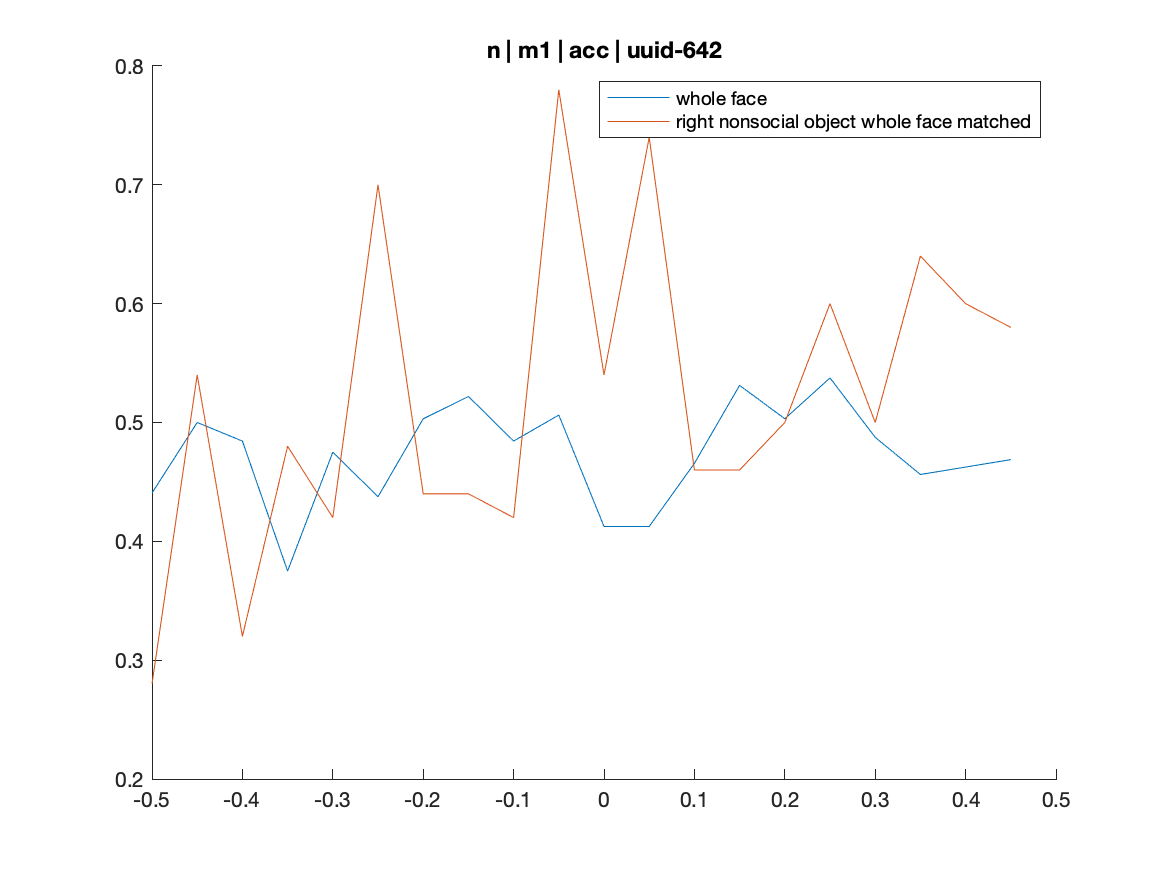 n | m1 | acc | uuid-642
whole face
right nonsocial object whole face matched
0.8
0.7
0.6
0.5
0.4
0.3
0.2
-0.5 -0.4 -0.3 -0.2 -0.1 0 0.1 0.2 0.3 0.4 0.5